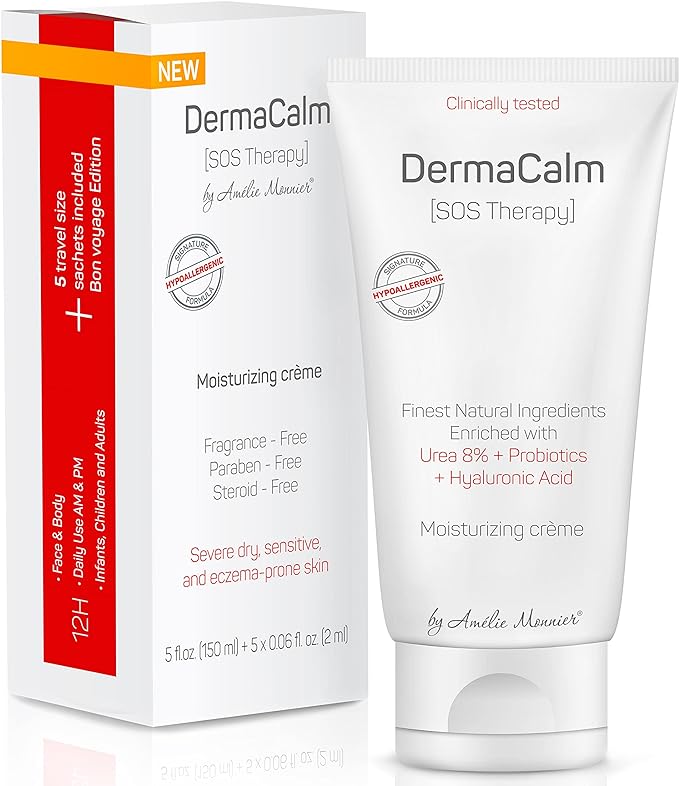 NEW
DermaCalm
[SOS Therapy]
by Amélie Monnier®
SIGNATURE
HYPOALLERGENIC
FORMULA
Moisturizing crème
Fragrance - Free
Paraben - Free
Steroid - Free
Severe dry, sensitive,
and eczema-prone skin
5 fl.oz. (150 ml) + 5 x 0.06 fl. oz. (2 ml)
+
5 travel size
sachets included
Bon voyage Edition
12H
· Face & Body
· Daily Use AM & PM
· Infants, Children and Adults
Clinically tested
DermaCalm
[SOS Therapy]
SIGNATURE
HYPOALLERGENIC
FORMULA
Finest Natural Ingredients
Enriched with
Urea 8% + Probiotics
+ Hyaluronic Acid
Moisturizing crème
by Amélie Monnier®